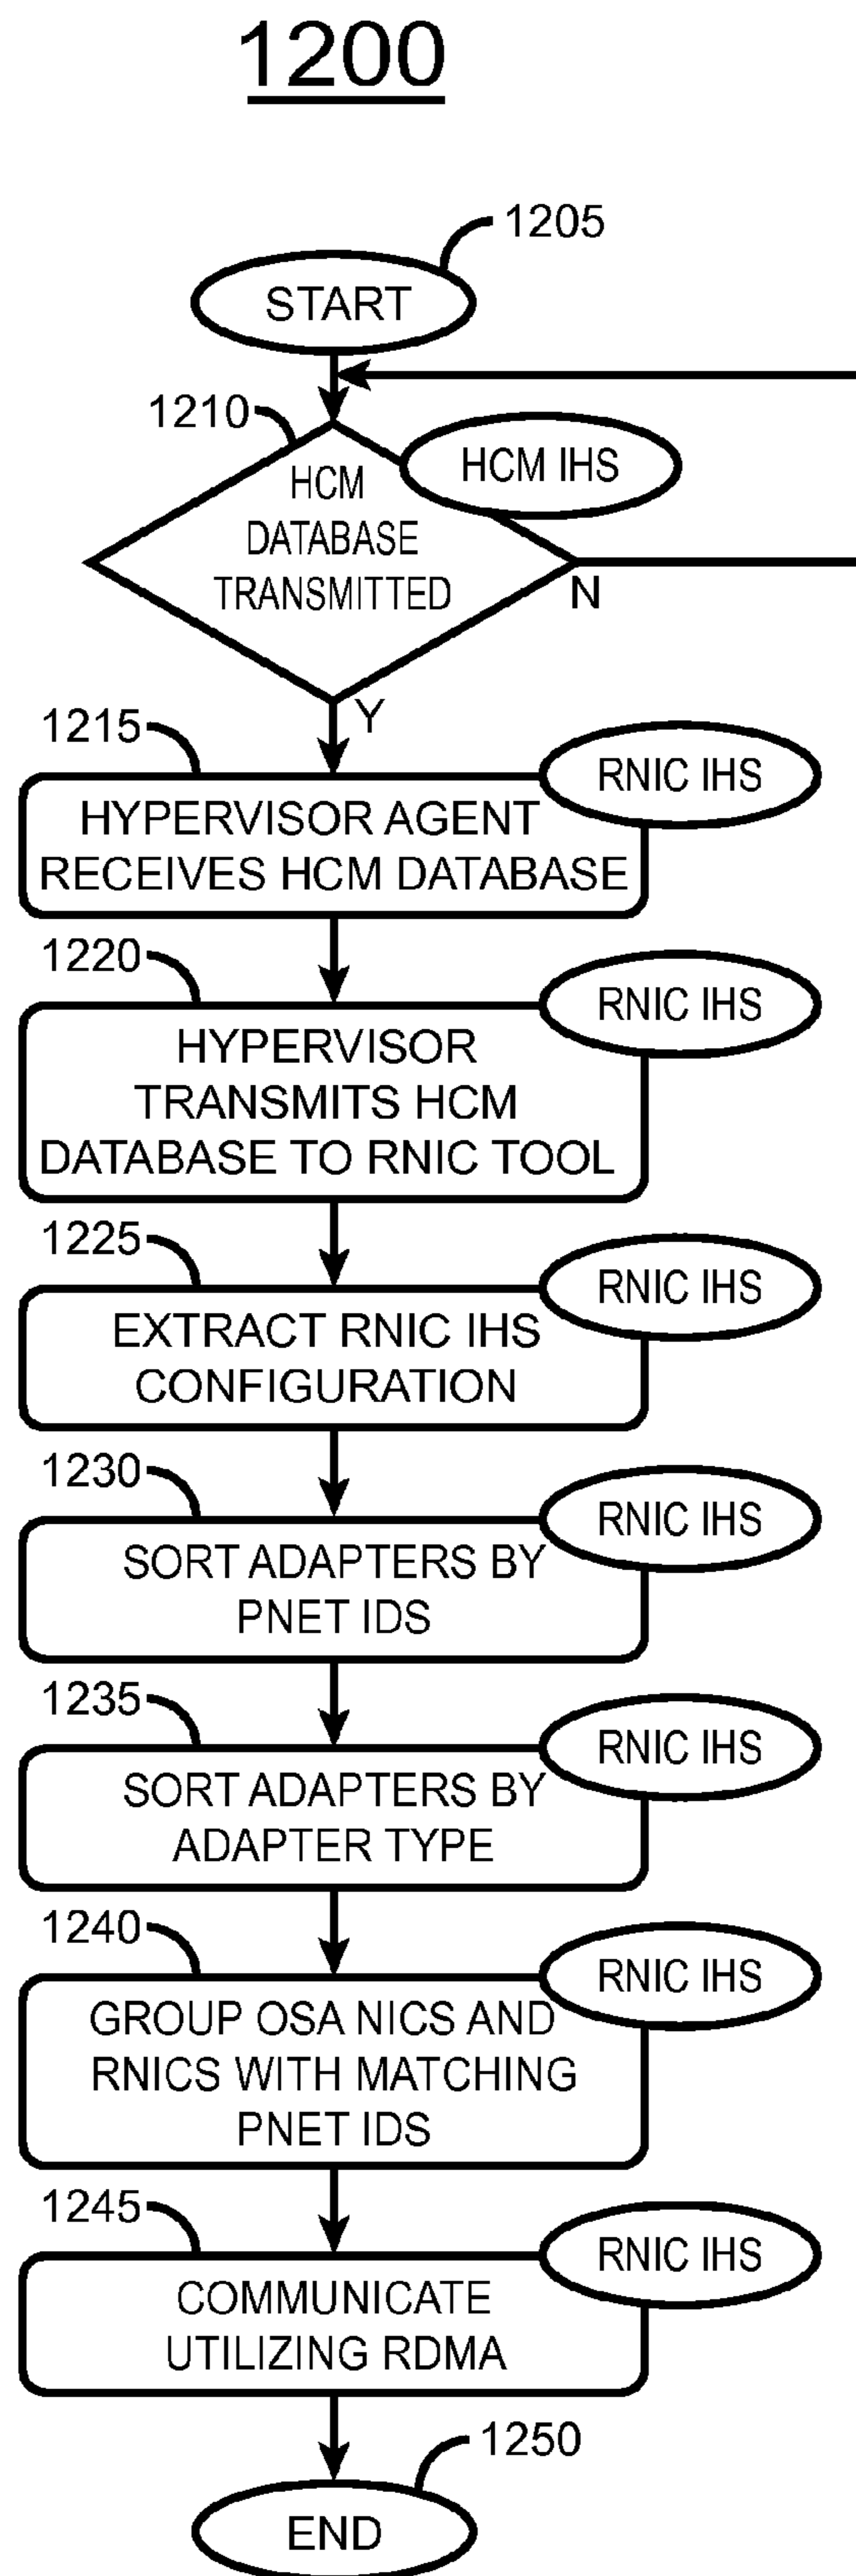 1200
1205
START
1210
HCM IHS
HCM
DATABASE
TRANSMITTED
N
Y
1215
RNIC IHS
HYPERVISOR AGENT
RECEIVES HCM DATABASE
1220
RNIC IHS
HYPERVISOR
TRANSMITS HCM
DATABASE TO RNIC TOOL
1225
RNIC IHS
EXTRACT RNIC IHS
CONFIGURATION
1230
RNIC IHS
SORT ADAPTERS BY
PNET IDS
1235
RNIC IHS
SORT ADAPTERS BY
ADAPTER TYPE
1240
RNIC IHS
GROUP OSA NICS AND
RNICS WITH MATCHING
PNET IDS
1245
RNIC IHS
COMMUNICATE
UTILIZING RDMA
1250
END